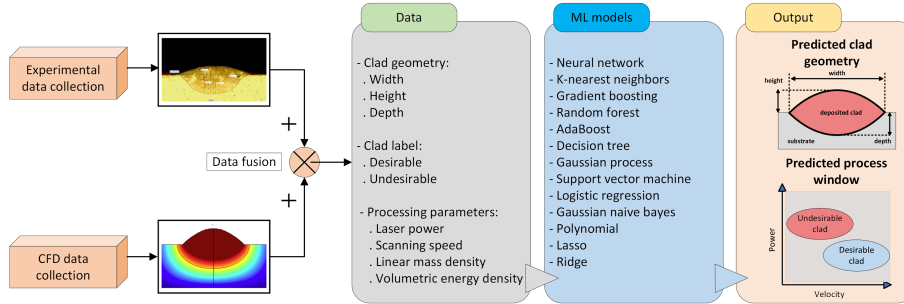 Experimental
data collection
CFD data
collection
+
+
Data fusion
Data
- Clad geometry:
. Width
. Height
. Depth
- Clad label:
. Desirable
. Undesirable
- Processing parameters:
. Laser power
. Scanning speed
. Linear mass density
. Volumetric energy density
ML models
- Neural network
- K-nearest neighbors
- Gradient boosting
- Random forest
- AdaBoost
- Decision tree
- Gaussian process
- Support vector machine
- Logistic regression
- Gaussian naive bayes
- Polynomial
- Lasso
- Ridge
Output
Predicted clad
geometry
width
height
deposited clad
substrate
depth
Predicted process
window
Power
Undesirable
clad
Desirable
clad
Velocity